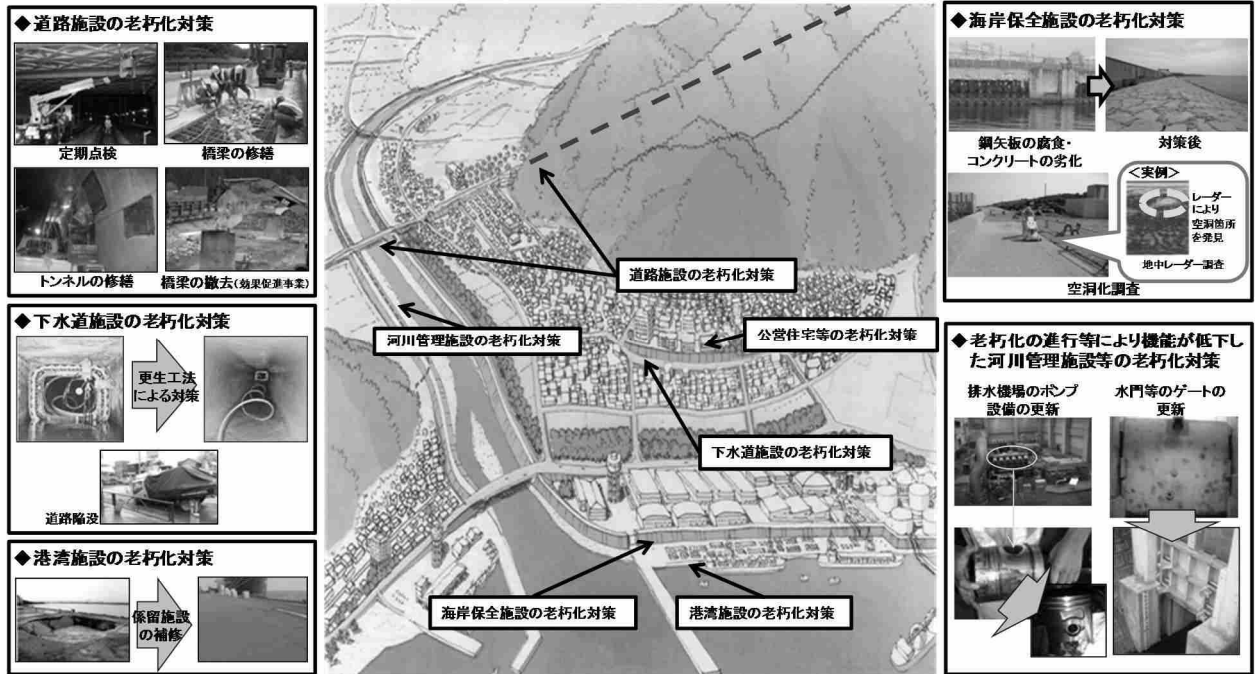 ◆道路施設の老朽化対策
定期点検
橋梁の修繕
トンネルの修繕
橋梁の撤去(効果促進事業)
◆下水道施設の老朽化対策
更生工法
による対策
道路陥没
◆港湾施設の老朽化対策
係留施設
の補修
道路施設の老朽化対策
河川管理施設の老朽化対策
公営住宅等の老朽化対策
下水道施設の老朽化対策
海岸保全施設の老朽化対策
港湾施設の老朽化対策
◆海岸保全施設の老朽化対策
鋼矢板の腐食・
コンクリートの劣化
対策後
<実例>
レーダー
により
空洞箇所
を発見
地中レーダー調査
空洞化調査
◆老朽化の進行等により機能が低下し
た河川管理施設等の老朽化対策
排水機場のポンプ
設備の更新
水門等のゲートの
更新